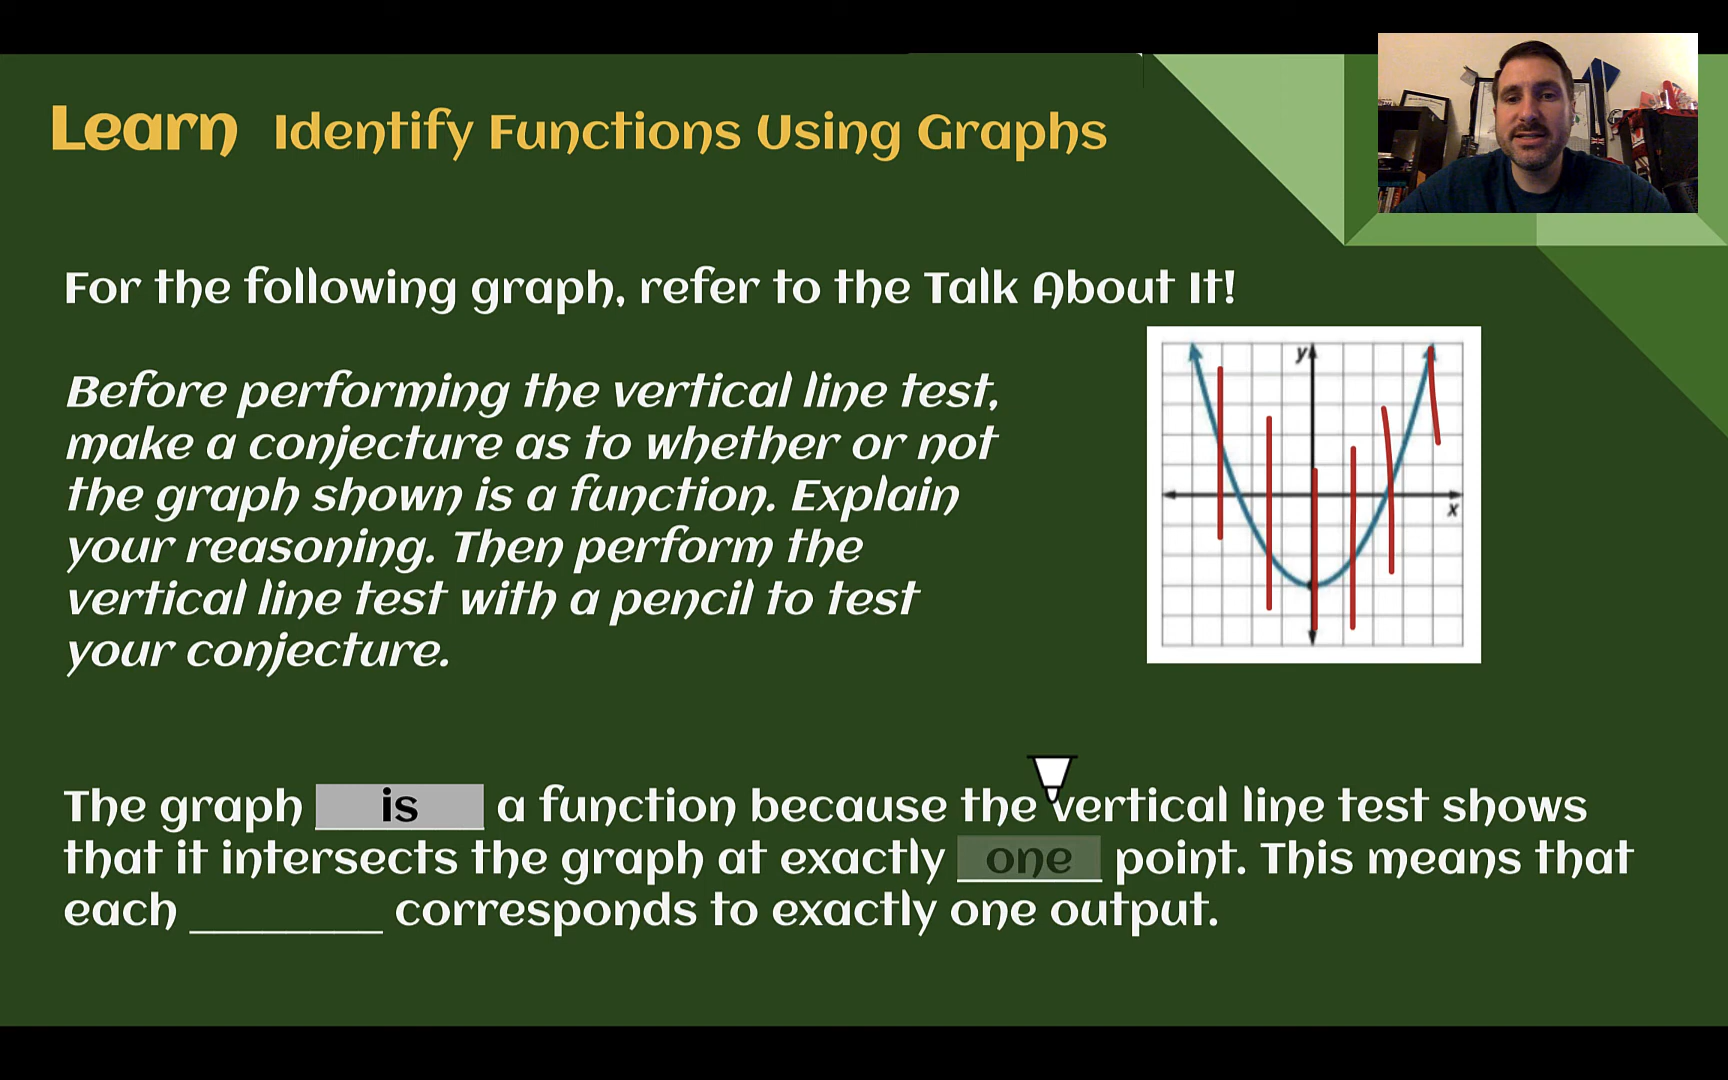 Learn Identify Functions Using Graphs
For the following graph, refer to the Talk About It!
Before performing the vertical line test,
make a conjecture as to whether or not
the graph shown is a function. Explain
your reasoning. Then perform the
vertical line test with a pencil to test
your conjecture.
y
x
The graph is a function because the vertical line test shows
that it intersects the graph at exactly one point. This means that
each ________ corresponds to exactly one output.